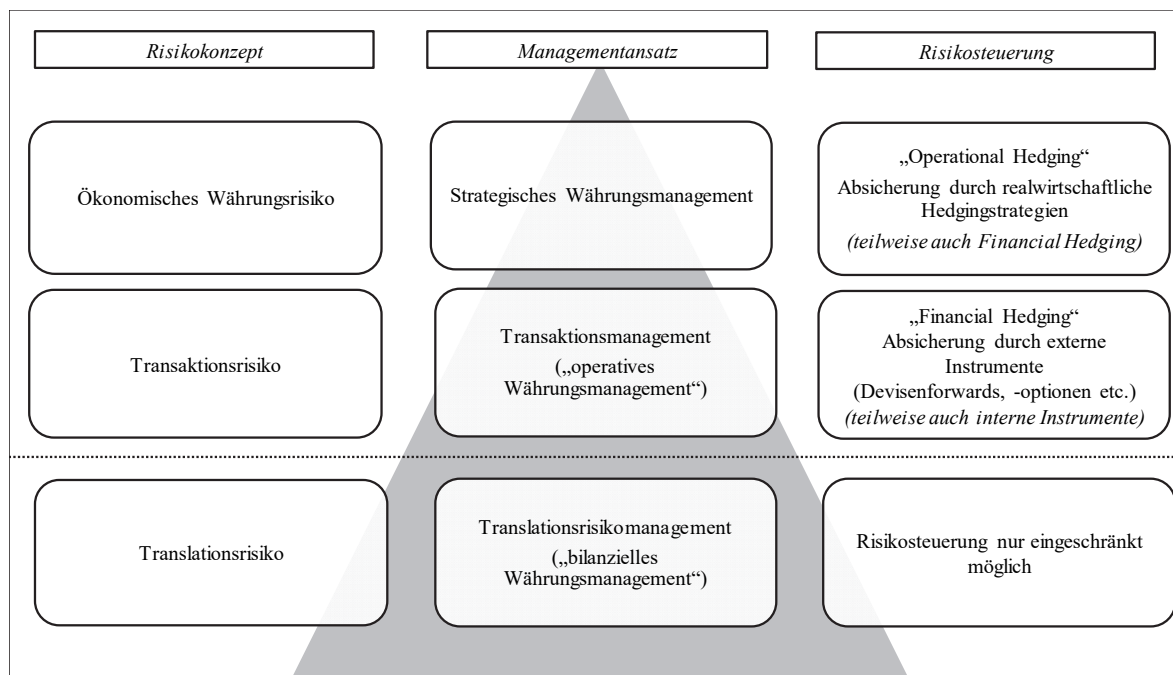 Risikokonzept
Managementansatz
Risikosteuerung
Ökonomisches Währungsrisiko
Strategisches Währungsmanagement
„Operational Hedging“
Absicherung durch realwirtschaftliche
Hedgingstrategien
(teilweise auch Financial Hedging)
Transaktionsrisiko
Transaktionsmanagement
(„operatives
Währungsmanagement“)
„Financial Hedging“
Absicherung durch externe
Instrumente
(Devisenforwards, -optionen etc.)
(teilweise auch interne Instrumente)
Translationsrisiko
Translationsrisikomanagement
(„bilanzielles
Währungsmanagement“)
Risikosteuerung nur eingeschränkt
möglich